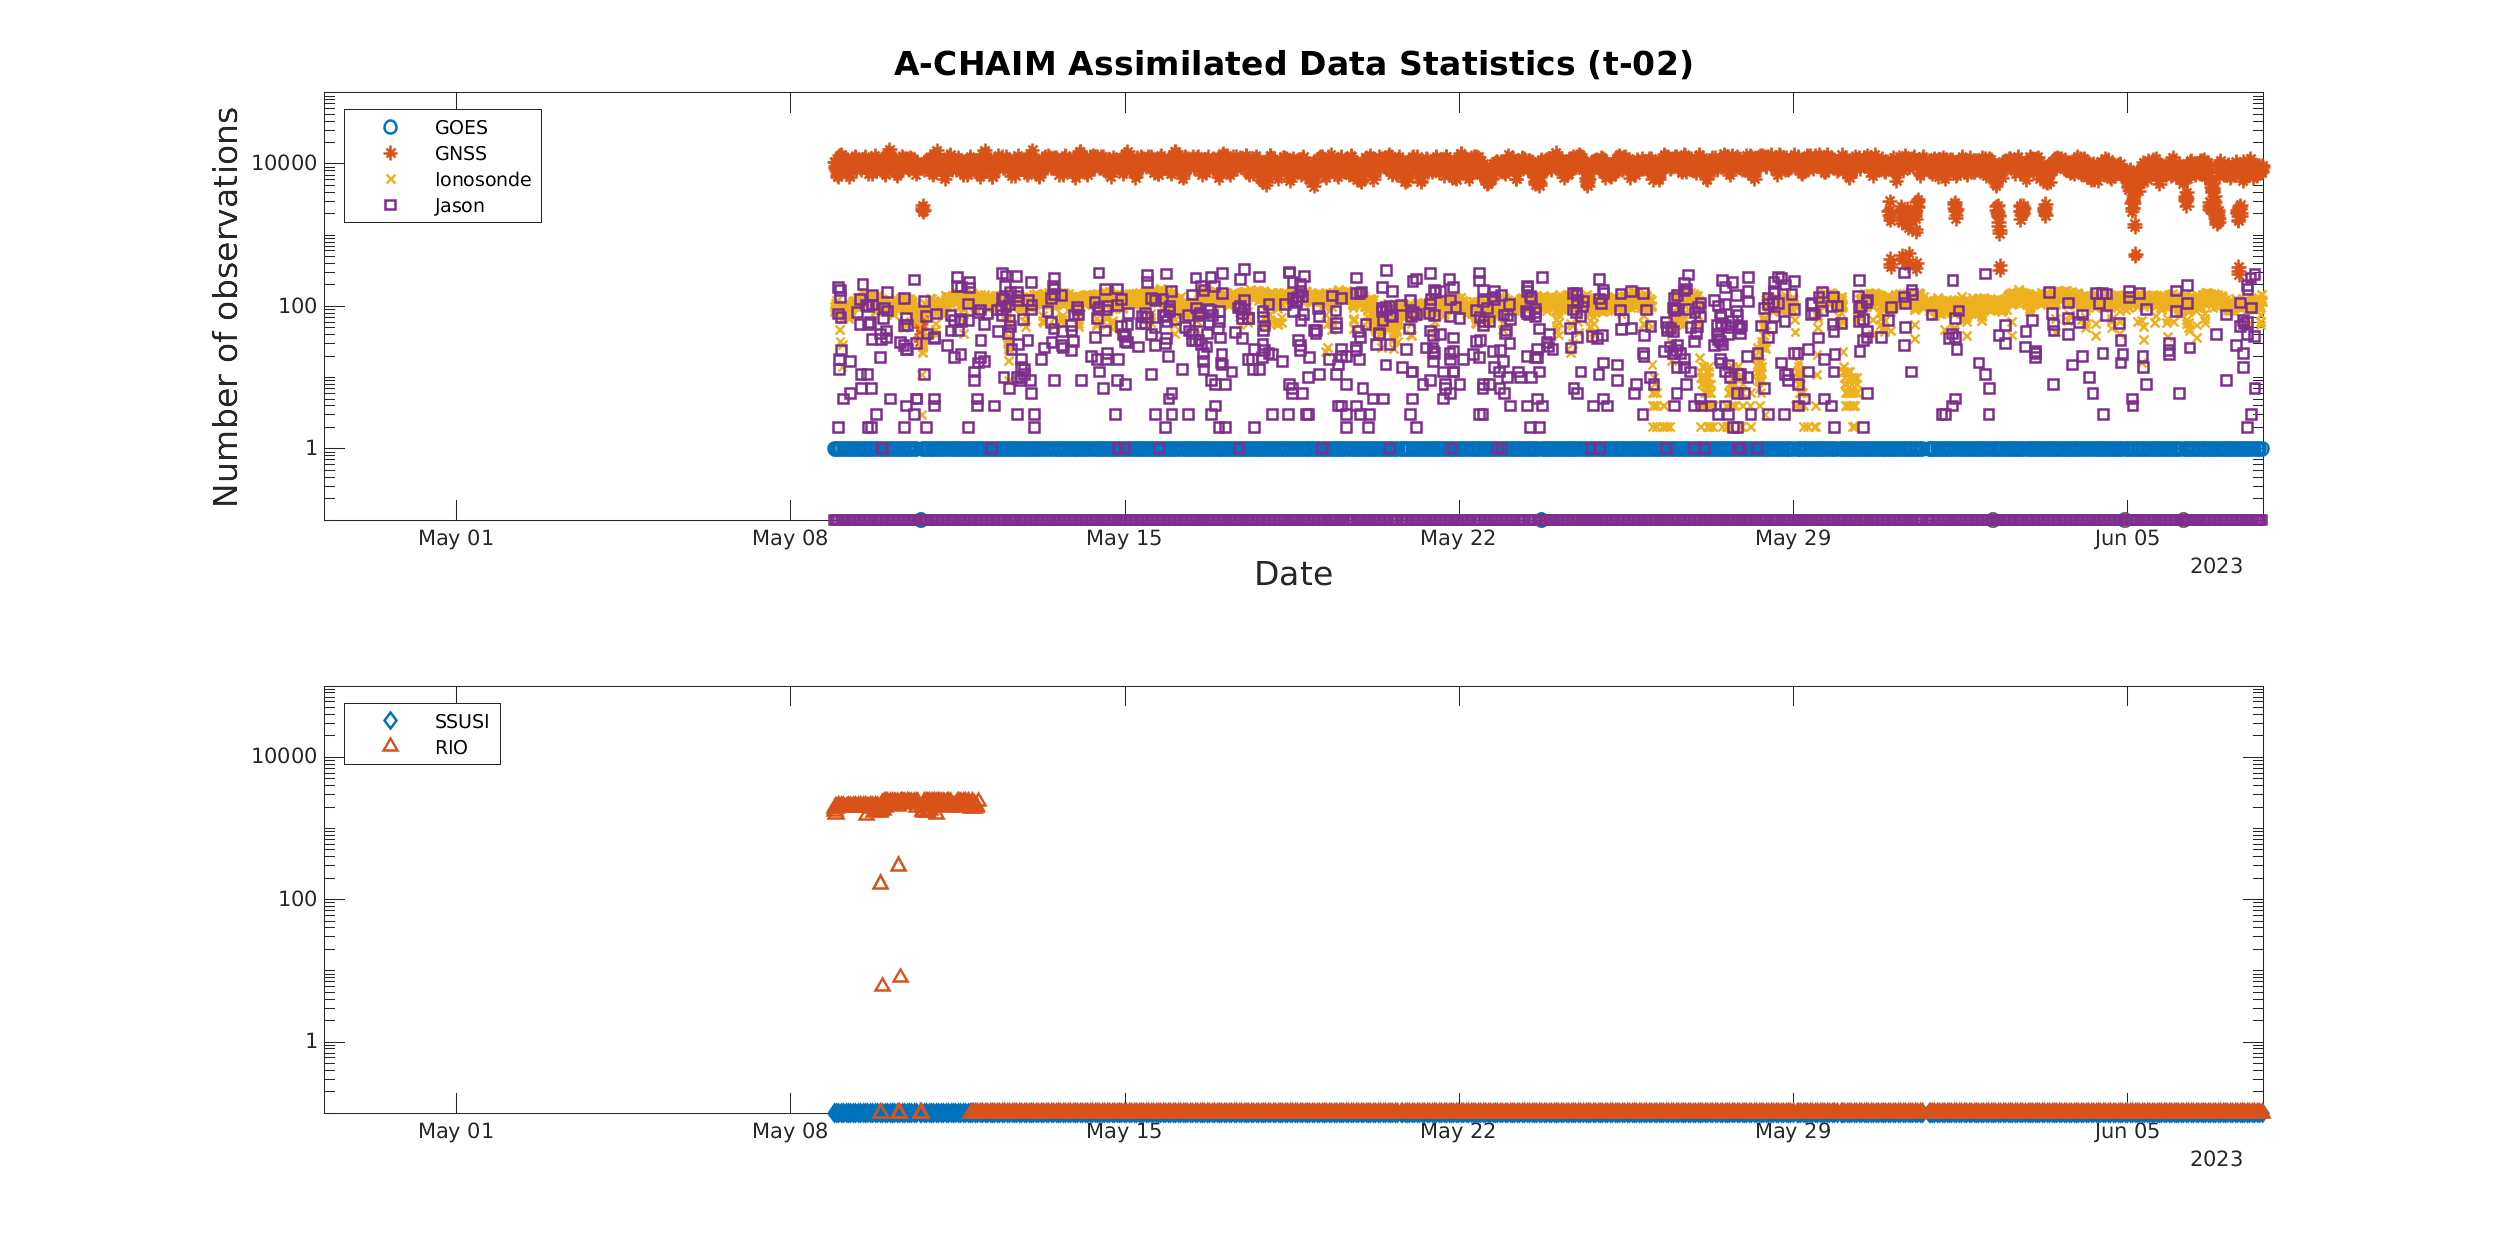 A-CHAIM Assimilated Data Statistics (t-02)
Number of observations
10000
100
1
GOES
GNSS
Ionosonde
Jason
May 01 May 08 May 15 May 22 May 29 Jun 05
2023
Date
10000
100
1
SSUSI
RIO
May 01 May 08 May 15 May 22 May 29 Jun 05
2023